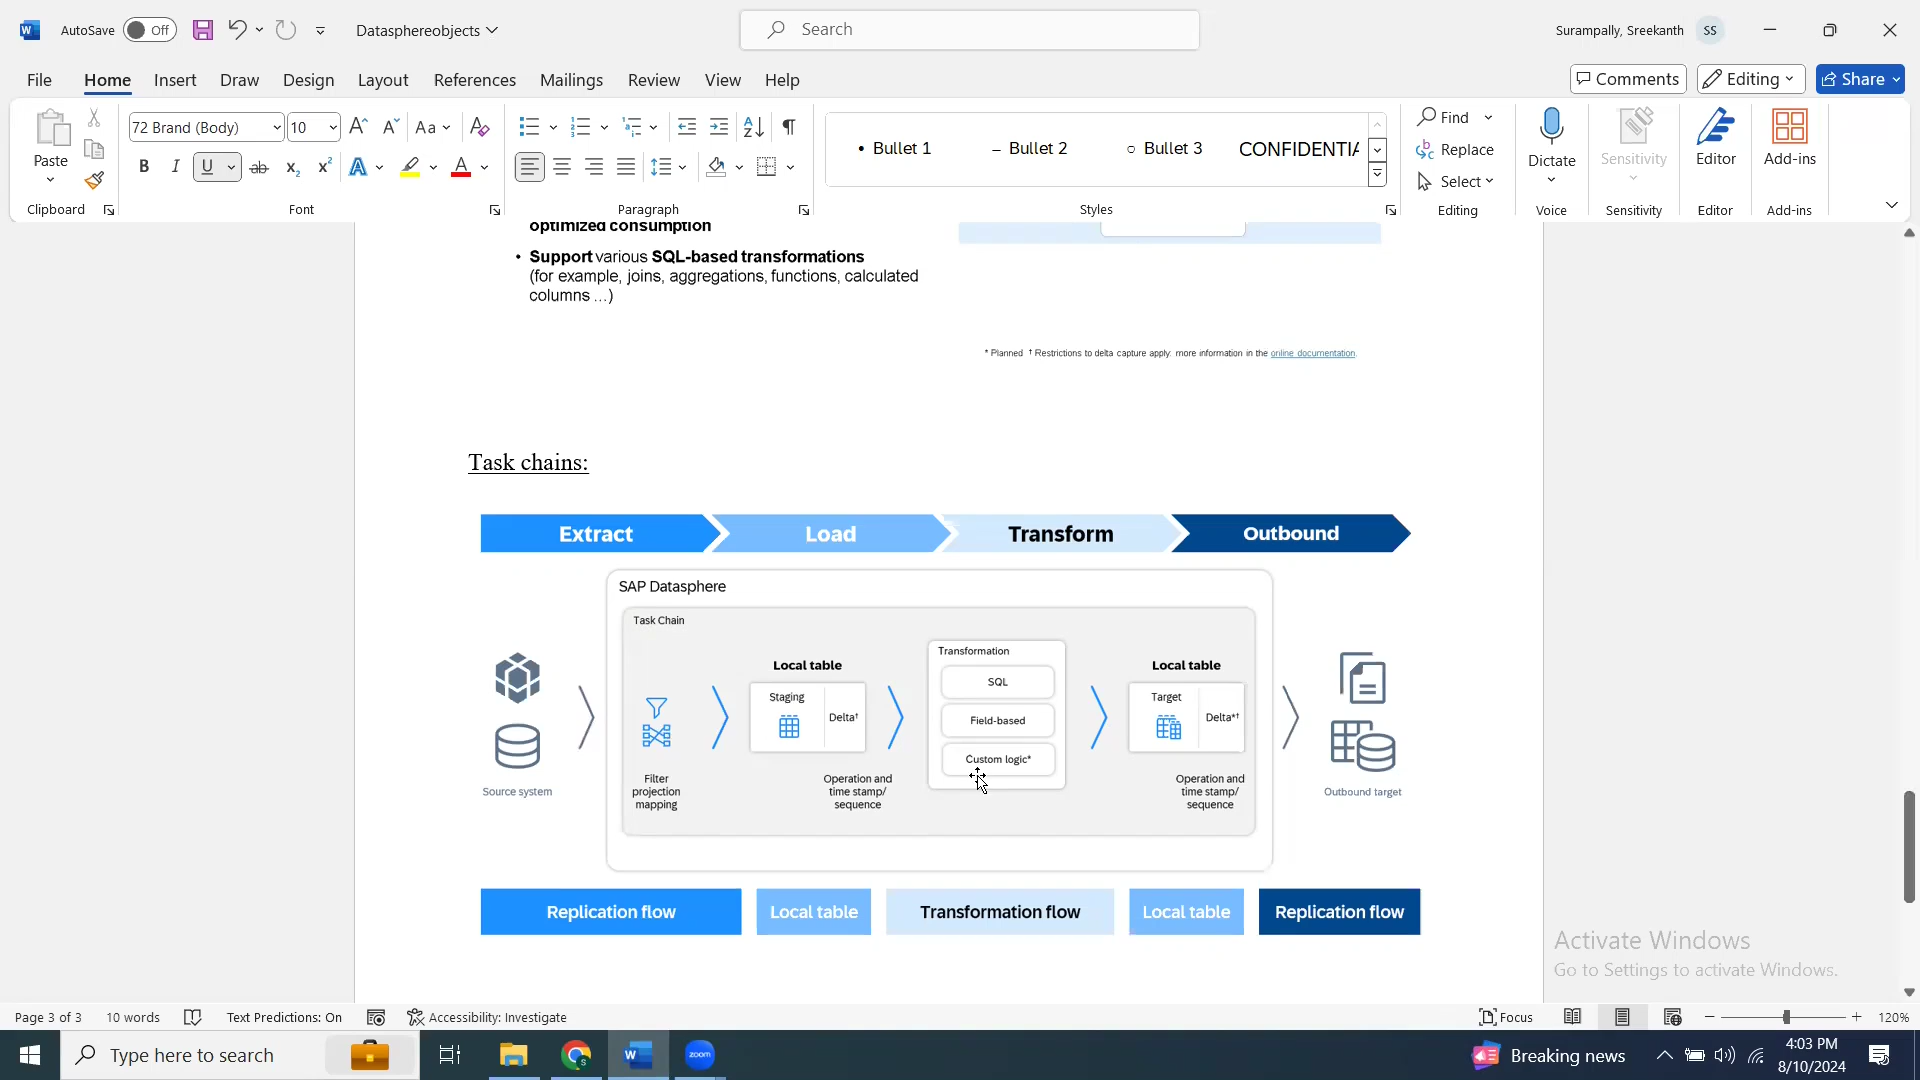 AutoSave
Off
Datasphereobjects
Search
Surampally, Sreekanth
SS
File
Home
Insert
Draw
Design
Layout
References
Mailings
Review
View
Help
Comments
Editing
Share
Paste
Clipboard
72 Brand (Body)
10
Font
Paragraph
• Bullet 1
– Bullet 2
○ Bullet 3
CONFIDENTIA
Styles
Find
Replace
Select
Editing
Dictate
Voice
Sensitivity
Sensitivity
Editor
Editor
Add-ins
Add-ins
optimized consumption
• Support various SQL-based transformations
(for example, joins, aggregations, functions, calculated
columns ...)
* Planned † Restrictions to delta capture apply: more information in the online documentation.
Task chains:
Extract
Load
Transform
Outbound
SAP Datasphere
Task Chain
Source system
Filter
projection
mapping
Local table
Staging
Delta†
Operation and
time stamp/
sequence
Transformation
SQL
Field-based
Custom logic*
Local table
Target
Delta*†
Operation and
time stamp/
sequence
Outbound target
Replication flow
Local table
Transformation flow
Local table
Replication flow
Activate Windows
Go to Settings to activate Windows.
Page 3 of 3
10 words
Text Predictions: On
Accessibility: Investigate
Focus
120%
Type here to search
zoom
Breaking news
4:03 PM
8/10/2024